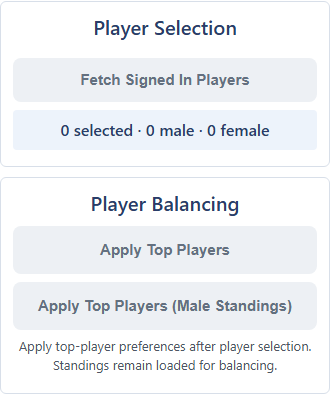 Player Selection
Fetch Signed In Players
0 selected · 0 male · 0 female
Player Balancing
Apply Top Players
Apply Top Players (Male Standings)
Apply top-player preferences after player selection.
Standings remain loaded for balancing.